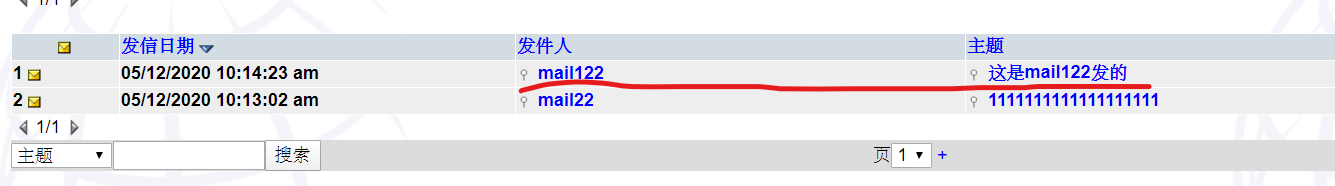 1/1
发信日期 发件人 主题
1 05/12/2020 10:14:23 am mail122 这是mail122发的
2 05/12/2020 10:13:02 am mail22 1111111111111111111
1/1
主题 搜索 页 1 +